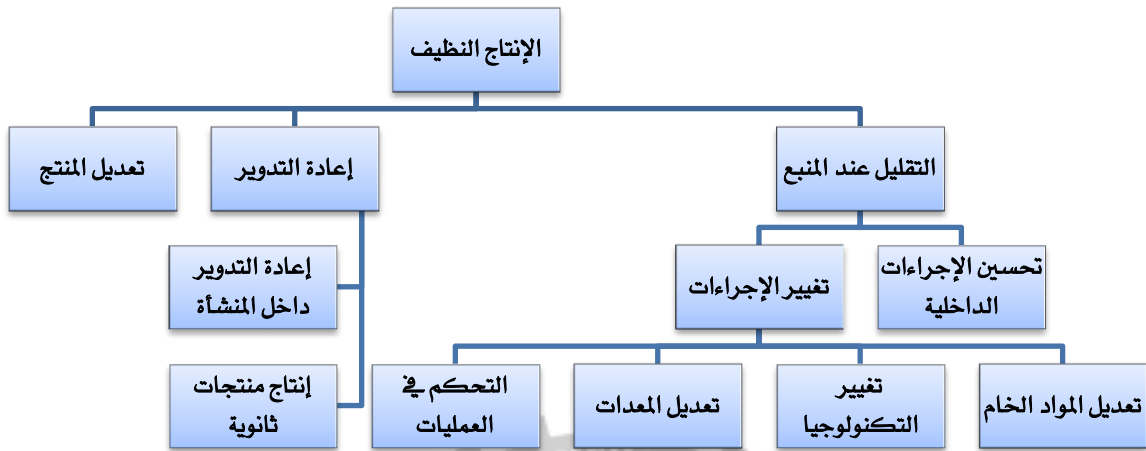 الإنتاج النظيف
التقليل عند المنبع
إعادة التدوير
تعديل المنتج
تحسين الإجراءات
الداخلية
تغيير الإجراءات
إعادة التدوير
داخل المنشأة
تعديل المواد الخام
تغيير
التكنولوجيا
تعديل المعدات
التحكم في
العمليات
إنتاج منتجات
ثانوية